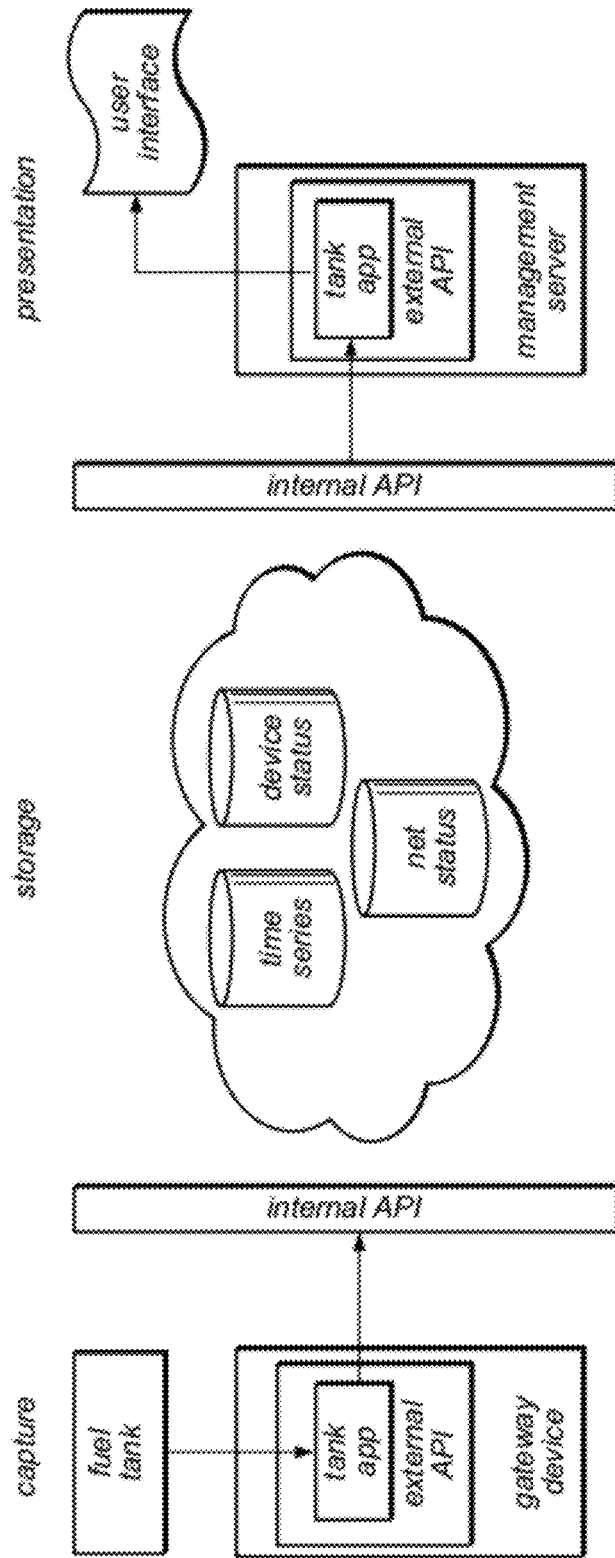 capture
storage
presentation
fuel
tank
tank
app
external
API
gateway
device
internal API
time
series
device
status
net
status
internal API
tank
app
external
API
management
server
user
interface